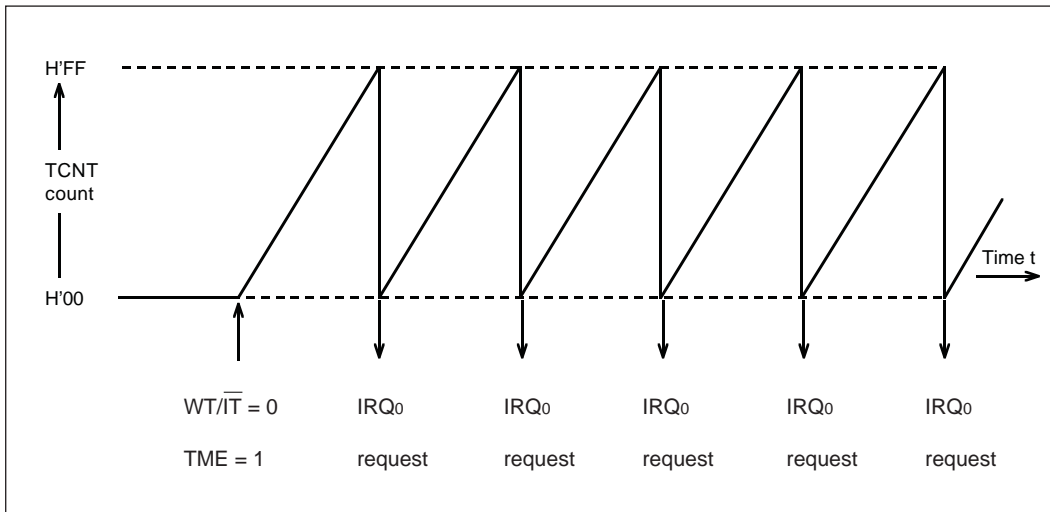 H'FF
TCNT
count
Time t
H'00
WT/I̅T̅ = 0 IRQ0 IRQ0 IRQ0 IRQ0 IRQ0
TME = 1 request request request request request